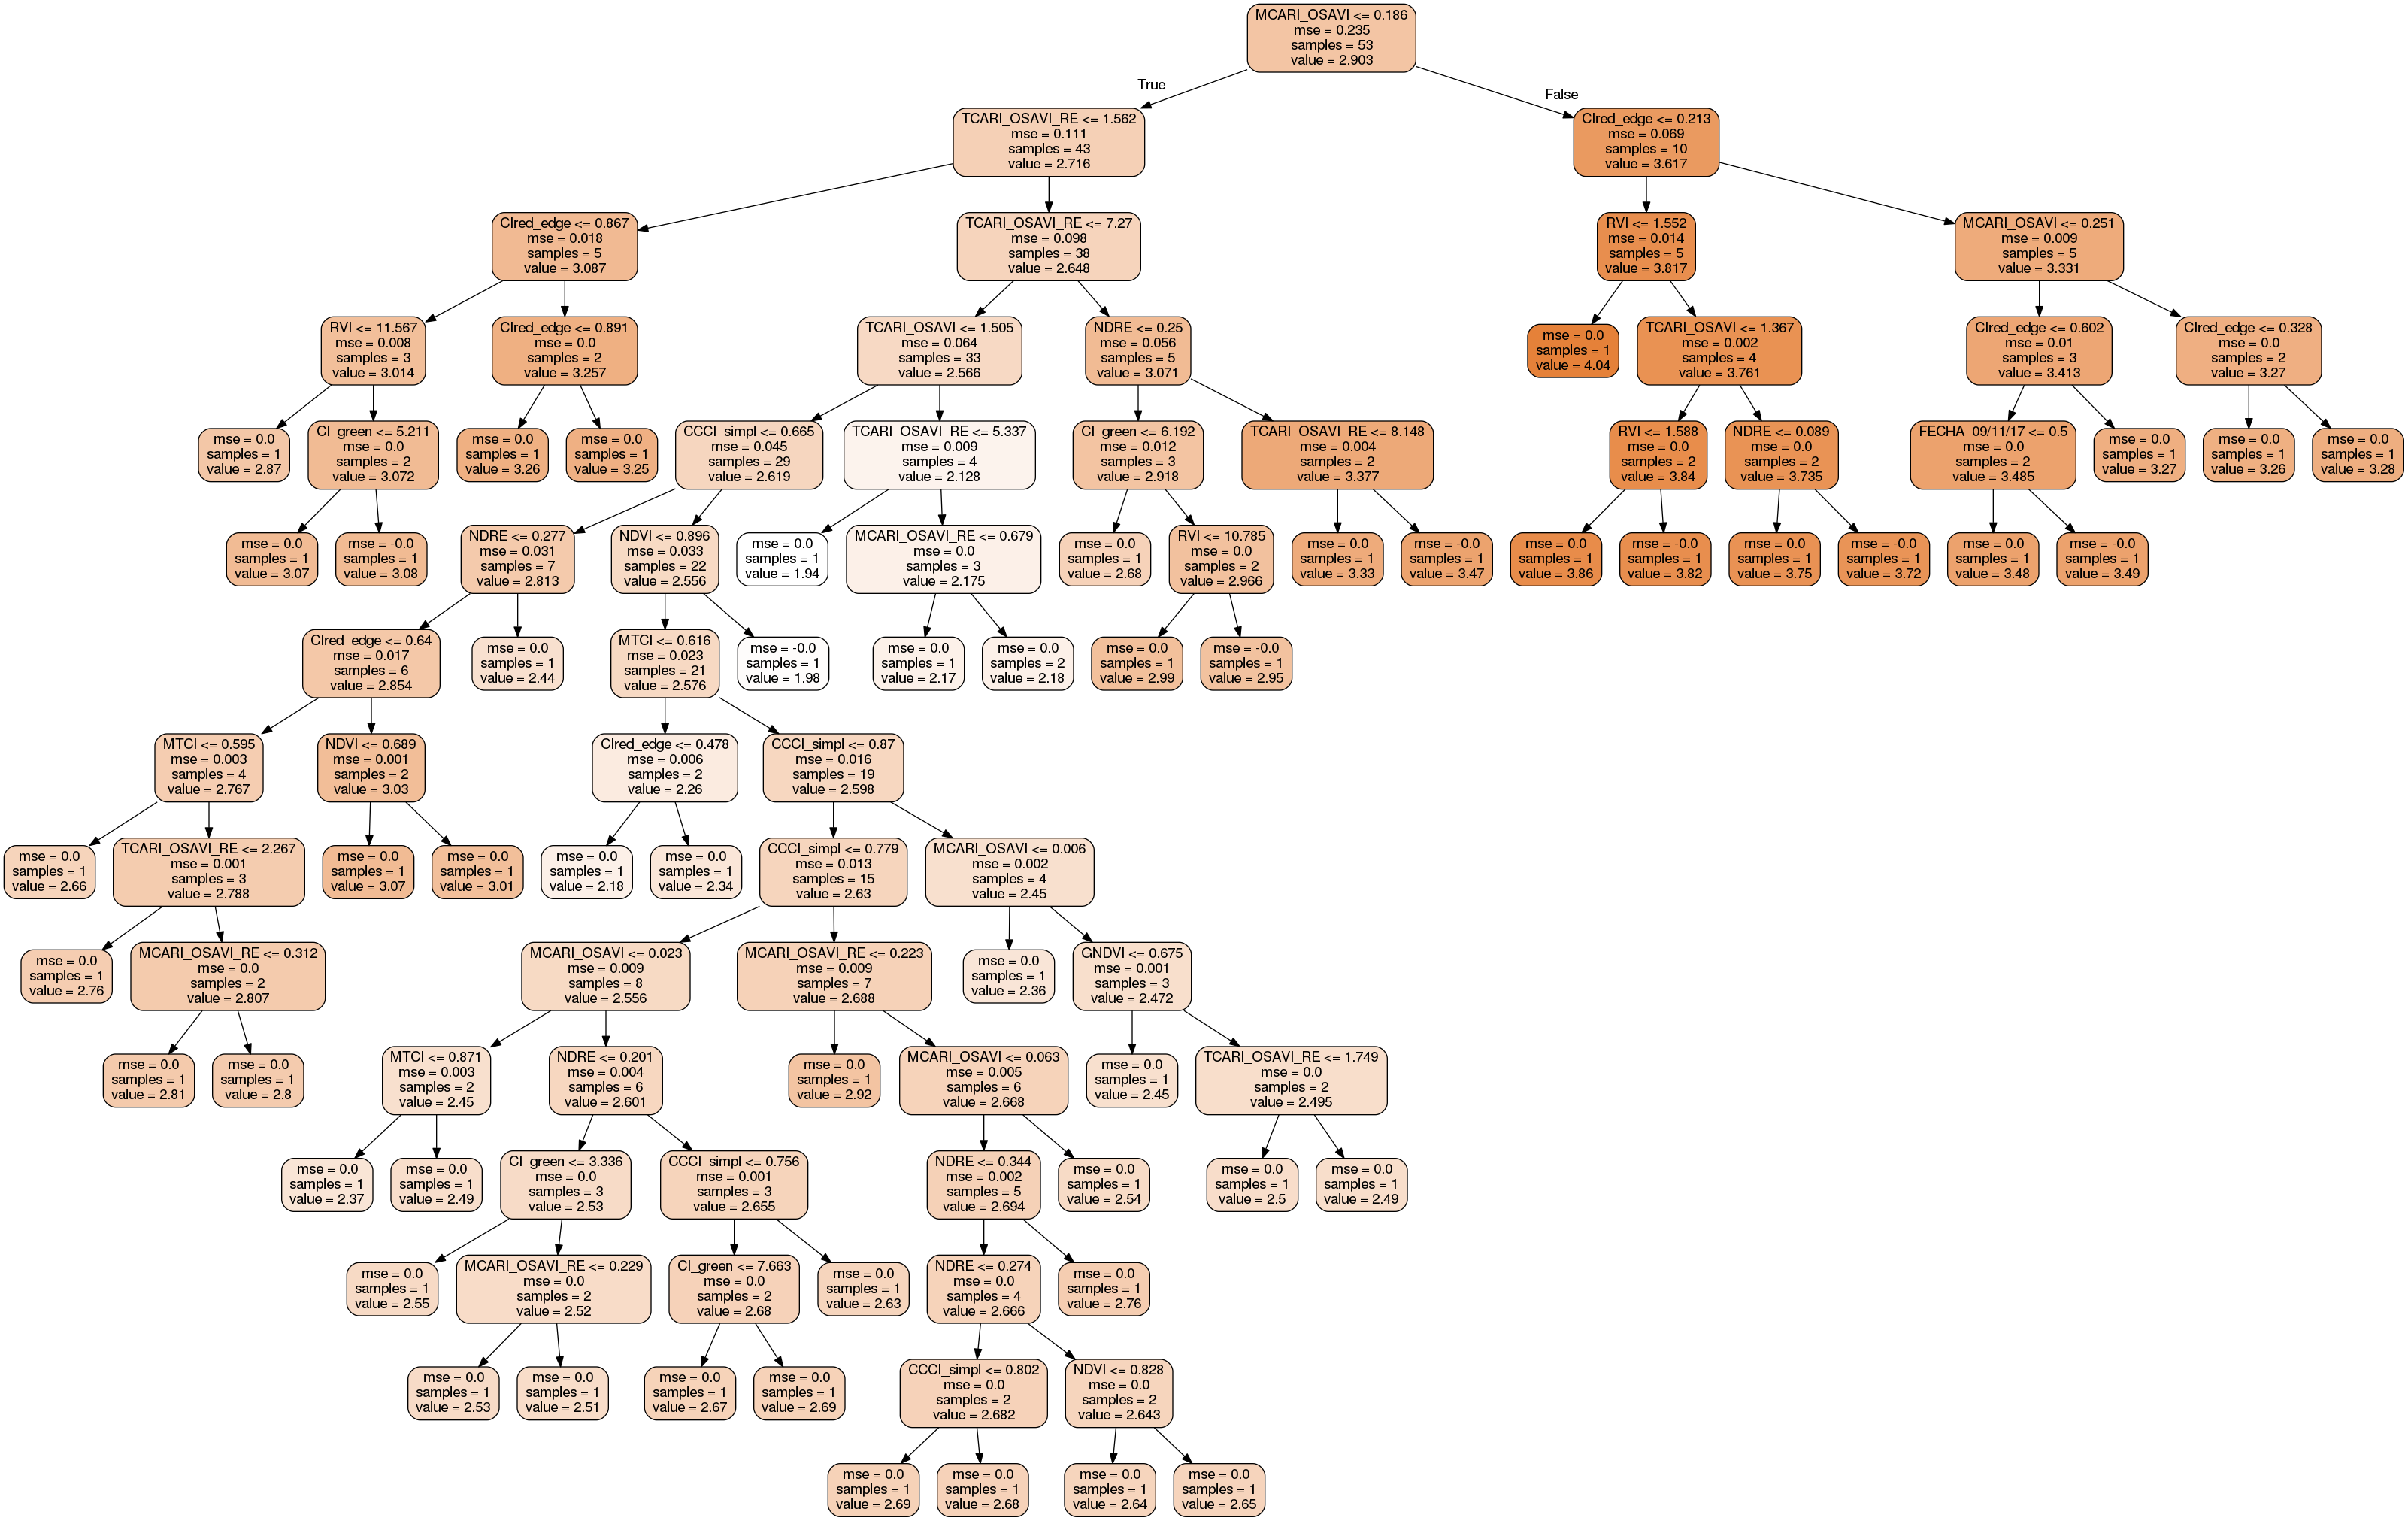 MCARI_OSAVI <= 0.186
mse = 0.235
samples = 53
value = 2.903
True
False
TCARI_OSAVI_RE <= 1.562
mse = 0.111
samples = 43
value = 2.716
CIred_edge <= 0.213
mse = 0.069
samples = 10
value = 3.617
CIred_edge <= 0.867
mse = 0.018
samples = 5
value = 3.087
TCARI_OSAVI_RE <= 7.27
mse = 0.098
samples = 38
value = 2.648
RVI <= 1.552
mse = 0.014
samples = 5
value = 3.817
MCARI_OSAVI <= 0.251
mse = 0.009
samples = 5
value = 3.331
RVI <= 11.567
mse = 0.008
samples = 3
value = 3.014
CIred_edge <= 0.891
mse = 0.0
samples = 2
value = 3.257
TCARI_OSAVI <= 1.505
mse = 0.064
samples = 33
value = 2.566
NDRE <= 0.25
mse = 0.056
samples = 5
value = 3.071
mse = 0.0
samples = 1
value = 4.04
TCARI_OSAVI <= 1.367
mse = 0.002
samples = 4
value = 3.761
CIred_edge <= 0.602
mse = 0.01
samples = 3
value = 3.413
CIred_edge <= 0.328
mse = 0.0
samples = 2
value = 3.27
mse = 0.0
samples = 1
value = 2.87
CI_green <= 5.211
mse = 0.0
samples = 2
value = 3.072
mse = 0.0
samples = 1
value = 3.26
mse = 0.0
samples = 1
value = 3.25
CCCI_simpl <= 0.665
mse = 0.045
samples = 29
value = 2.619
TCARI_OSAVI_RE <= 5.337
mse = 0.009
samples = 4
value = 2.128
CI_green <= 6.192
mse = 0.012
samples = 3
value = 2.918
TCARI_OSAVI_RE <= 8.148
mse = 0.004
samples = 2
value = 3.377
RVI <= 1.588
mse = 0.0
samples = 2
value = 3.84
NDRE <= 0.089
mse = 0.0
samples = 2
value = 3.735
FECHA_09/11/17 <= 0.5
mse = 0.0
samples = 2
value = 3.485
mse = 0.0
samples = 1
value = 3.27
mse = 0.0
samples = 1
value = 3.26
mse = 0.0
samples = 1
value = 3.28
mse = 0.0
samples = 1
value = 3.07
mse = -0.0
samples = 1
value = 3.08
NDRE <= 0.277
mse = 0.031
samples = 7
value = 2.813
NDVI <= 0.896
mse = 0.033
samples = 22
value = 2.556
mse = 0.0
samples = 1
value = 1.94
MCARI_OSAVI_RE <= 0.679
mse = 0.0
samples = 3
value = 2.175
mse = 0.0
samples = 1
value = 2.68
RVI <= 10.785
mse = 0.0
samples = 2
value = 2.966
mse = 0.0
samples = 1
value = 3.33
mse = -0.0
samples = 1
value = 3.47
mse = 0.0
samples = 1
value = 3.86
mse = -0.0
samples = 1
value = 3.82
mse = 0.0
samples = 1
value = 3.75
mse = -0.0
samples = 1
value = 3.72
mse = 0.0
samples = 1
value = 3.48
mse = -0.0
samples = 1
value = 3.49
CIred_edge <= 0.64
mse = 0.017
samples = 6
value = 2.854
mse = 0.0
samples = 1
value = 2.44
MTCI <= 0.616
mse = 0.023
samples = 21
value = 2.576
mse = -0.0
samples = 1
value = 1.98
mse = 0.0
samples = 1
value = 2.17
mse = 0.0
samples = 2
value = 2.18
mse = 0.0
samples = 1
value = 2.99
mse = -0.0
samples = 1
value = 2.95
MTCI <= 0.595
mse = 0.003
samples = 4
value = 2.767
NDVI <= 0.689
mse = 0.001
samples = 2
value = 3.03
CIred_edge <= 0.478
mse = 0.006
samples = 2
value = 2.26
CCCI_simpl <= 0.87
mse = 0.016
samples = 19
value = 2.598
mse = 0.0
samples = 1
value = 2.66
TCARI_OSAVI_RE <= 2.267
mse = 0.001
samples = 3
value = 2.788
mse = 0.0
samples = 1
value = 3.07
mse = 0.0
samples = 1
value = 3.01
mse = 0.0
samples = 1
value = 2.18
mse = 0.0
samples = 1
value = 2.34
CCCI_simpl <= 0.779
mse = 0.013
samples = 15
value = 2.63
MCARI_OSAVI <= 0.006
mse = 0.002
samples = 4
value = 2.45
mse = 0.0
samples = 1
value = 2.76
MCARI_OSAVI_RE <= 0.312
mse = 0.0
samples = 2
value = 2.807
MCARI_OSAVI <= 0.023
mse = 0.009
samples = 8
value = 2.556
MCARI_OSAVI_RE <= 0.223
mse = 0.009
samples = 7
value = 2.688
mse = 0.0
samples = 1
value = 2.36
GNDVI <= 0.675
mse = 0.001
samples = 3
value = 2.472
mse = 0.0
samples = 1
value = 2.81
mse = 0.0
samples = 1
value = 2.8
MTCI <= 0.871
mse = 0.003
samples = 2
value = 2.45
NDRE <= 0.201
mse = 0.004
samples = 6
value = 2.601
mse = 0.0
samples = 1
value = 2.92
MCARI_OSAVI <= 0.063
mse = 0.005
samples = 6
value = 2.668
mse = 0.0
samples = 1
value = 2.45
TCARI_OSAVI_RE <= 1.749
mse = 0.0
samples = 2
value = 2.495
mse = 0.0
samples = 1
value = 2.37
mse = 0.0
samples = 1
value = 2.49
CI_green <= 3.336
mse = 0.0
samples = 3
value = 2.53
CCCI_simpl <= 0.756
mse = 0.001
samples = 3
value = 2.655
NDRE <= 0.344
mse = 0.002
samples = 5
value = 2.694
mse = 0.0
samples = 1
value = 2.54
mse = 0.0
samples = 1
value = 2.5
mse = 0.0
samples = 1
value = 2.49
mse = 0.0
samples = 1
value = 2.55
MCARI_OSAVI_RE <= 0.229
mse = 0.0
samples = 2
value = 2.52
CI_green <= 7.663
mse = 0.0
samples = 2
value = 2.68
mse = 0.0
samples = 1
value = 2.63
NDRE <= 0.274
mse = 0.0
samples = 4
value = 2.666
mse = 0.0
samples = 1
value = 2.76
mse = 0.0
samples = 1
value = 2.53
mse = 0.0
samples = 1
value = 2.51
mse = 0.0
samples = 1
value = 2.67
mse = 0.0
samples = 1
value = 2.69
CCCI_simpl <= 0.802
mse = 0.0
samples = 2
value = 2.682
NDVI <= 0.828
mse = 0.0
samples = 2
value = 2.643
mse = 0.0
samples = 1
value = 2.69
mse = 0.0
samples = 1
value = 2.68
mse = 0.0
samples = 1
value = 2.64
mse = 0.0
samples = 1
value = 2.65